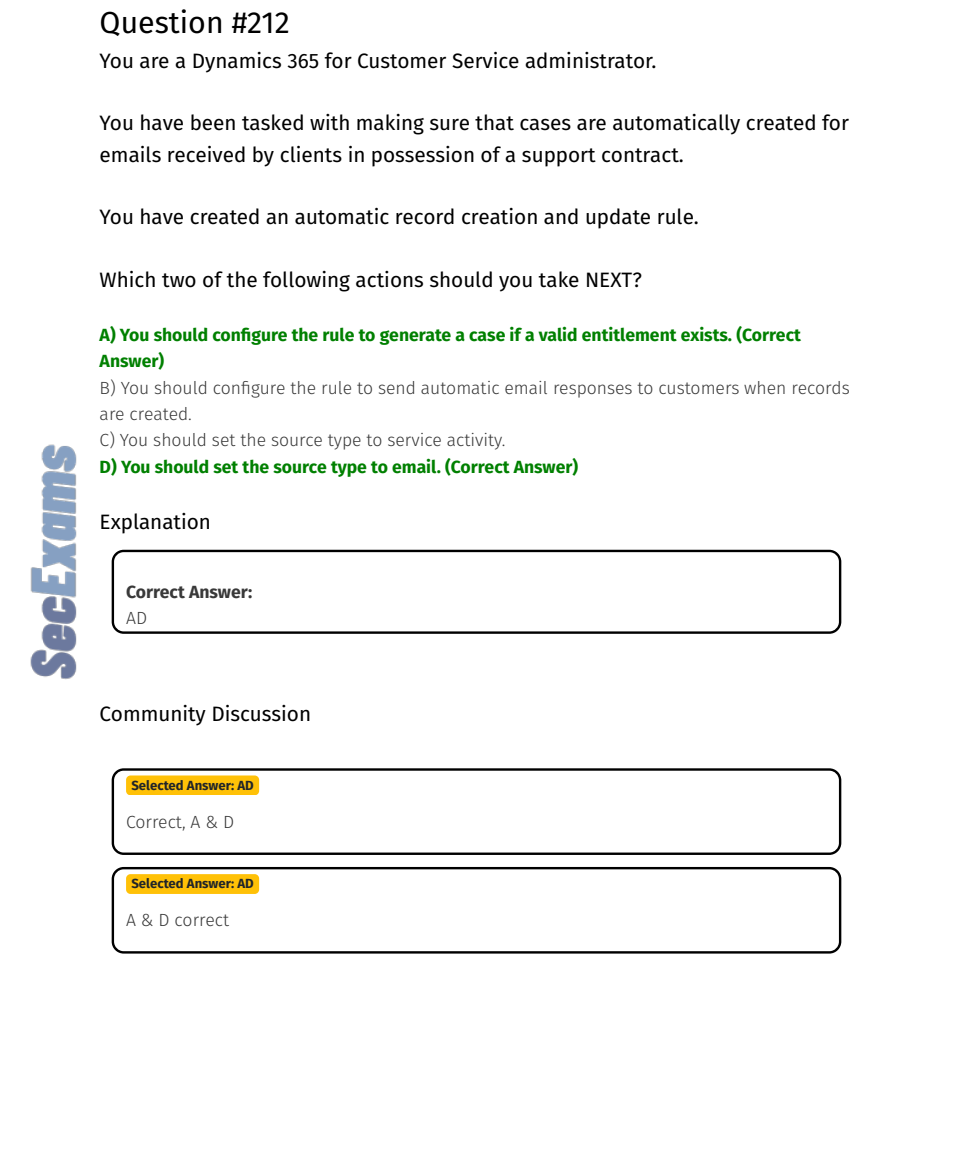 Question #212
You are a Dynamics 365 for Customer Service administrator.
You have been tasked with making sure that cases are automatically created for
emails received by clients in possession of a support contract.
You have created an automatic record creation and update rule.
Which two of the following actions should you take NEXT?
A) You should configure the rule to generate a case if a valid entitlement exists. (Correct
Answer)
B) You should configure the rule to send automatic email responses to customers when records
are created.
C) You should set the source type to service activity.
D) You should set the source type to email. (Correct Answer)
SecExams
Explanation
Correct Answer:
AD
Community Discussion
Selected Answer: AD
Correct, A & D
Selected Answer: AD
A & D correct